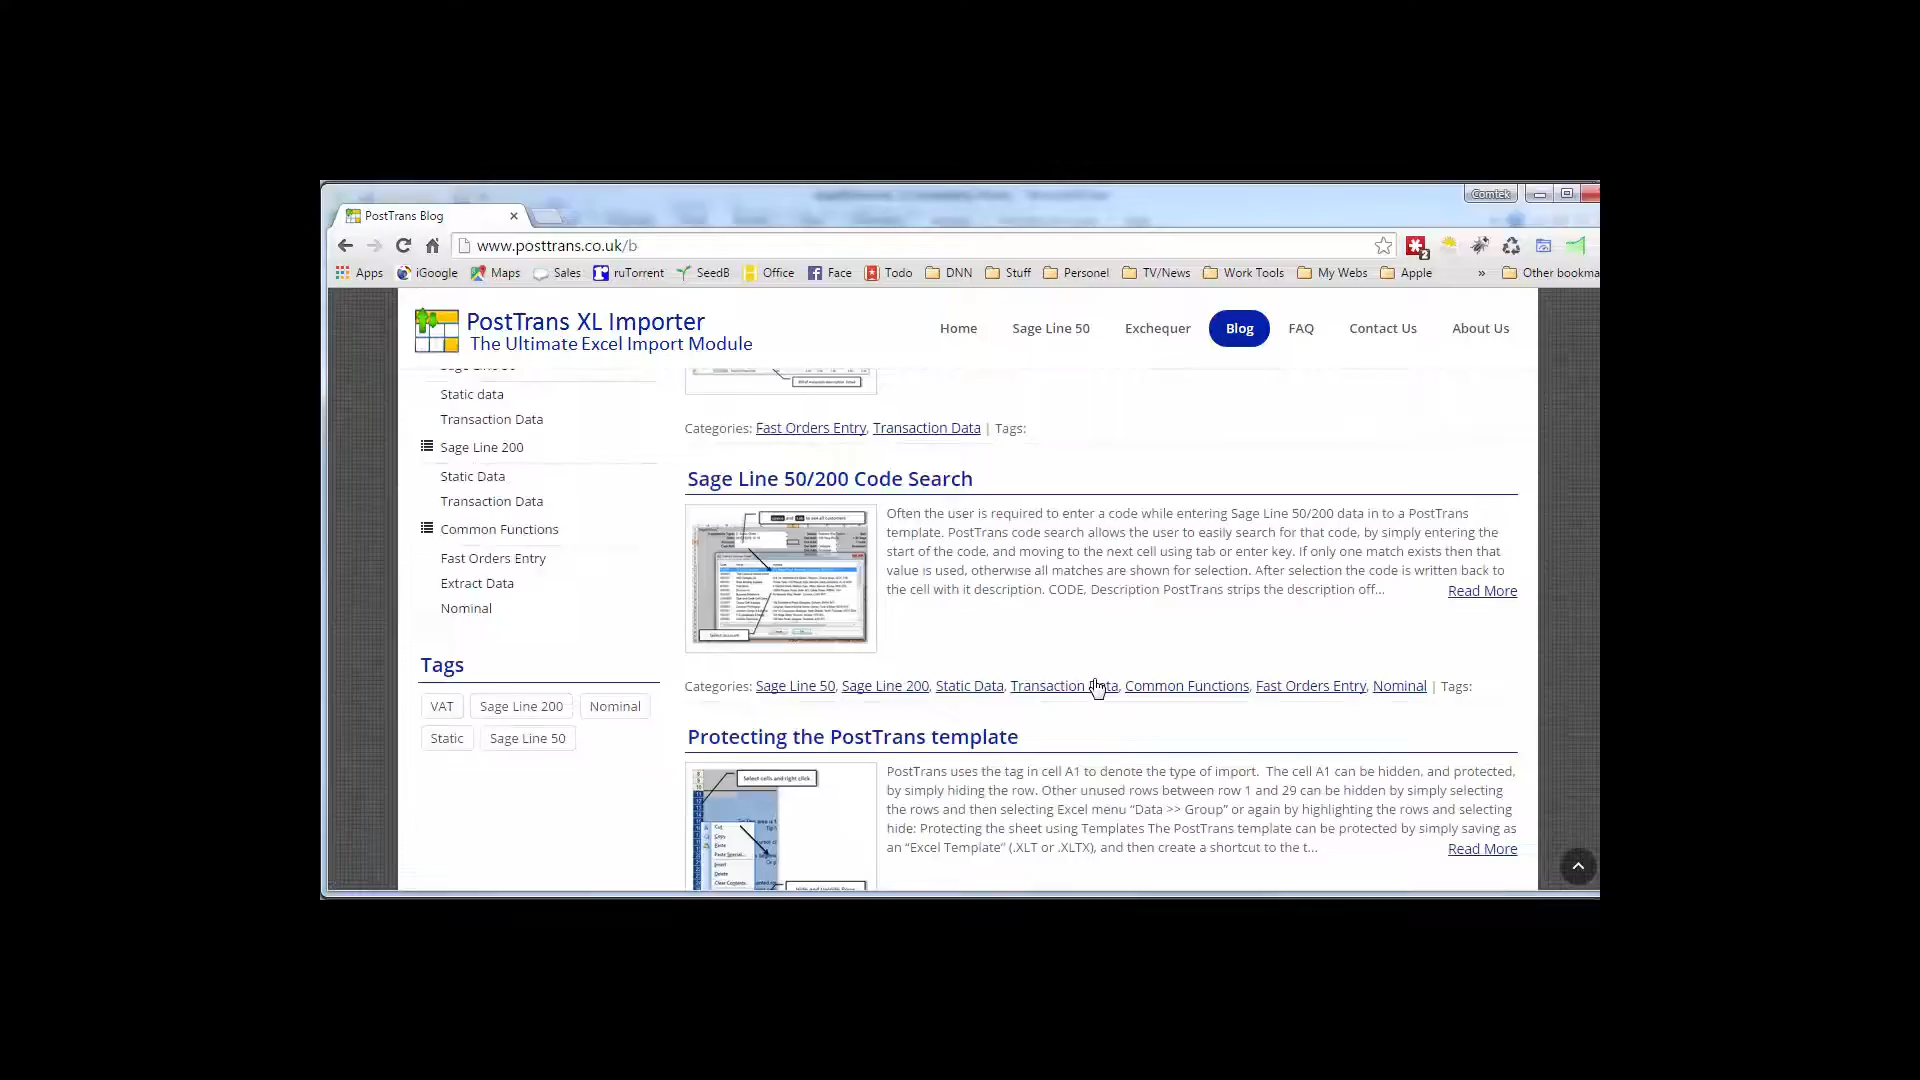 Comtek
PostTrans Blog
www.posttrans.co.uk/b
2
Apps iGoogle Maps Sales ruTorrent SeedB Office Face Todo DNN Stuff Personel TV/News Work Tools My Webs Apple » Other bookma
PostTrans XL Importer
The Ultimate Excel Import Module
Home Sage Line 50 Exchequer Blog FAQ Contact Us About Us
Static data
Transaction Data
Sage Line 200
Static Data
Transaction Data
Common Functions
Fast Orders Entry
Extract Data
Nominal
Tags
VAT Sage Line 200 Nominal
Static Sage Line 50
Categories: Fast Orders Entry, Transaction Data | Tags:
Sage Line 50/200 Code Search
Often the user is required to enter a code while entering Sage Line 50/200 data in to a PostTrans
template. PostTrans code search allows the user to easily search for that code, by simply entering the
start of the code, and moving to the next cell using tab or enter key. if only one match exists then that
value is used, otherwise all matches are shown for selection. After selection the code is written back to
the cell with it description. CODE, Description PostTrans strips the description off...
Read More
Select account
Categories: Sage Line 50, Sage Line 200, Static Data, Transaction Data, Common Functions, Fast Orders Entry, Nominal | Tags:
Protecting the PostTrans template
Select cells and right click
Cut
Copy
Paste
Paste Special...
Insert
Delete
Clear Contents
PostTrans uses the tag in cell A1 to denote the type of import. The cell A1 can be hidden, and protected,
by simply hiding the row. Other unused rows between row 1 and 29 can be hidden by simply selecting
the rows and then selecting Excel menu “Data >> Group” or again by highlighting the rows and selecting
hide: Protecting the sheet using Templates The PostTrans template can be protected by simply saving as
an “Excel Template” (.XLT or .XLTX), and then create a shortcut to the t...
Read More